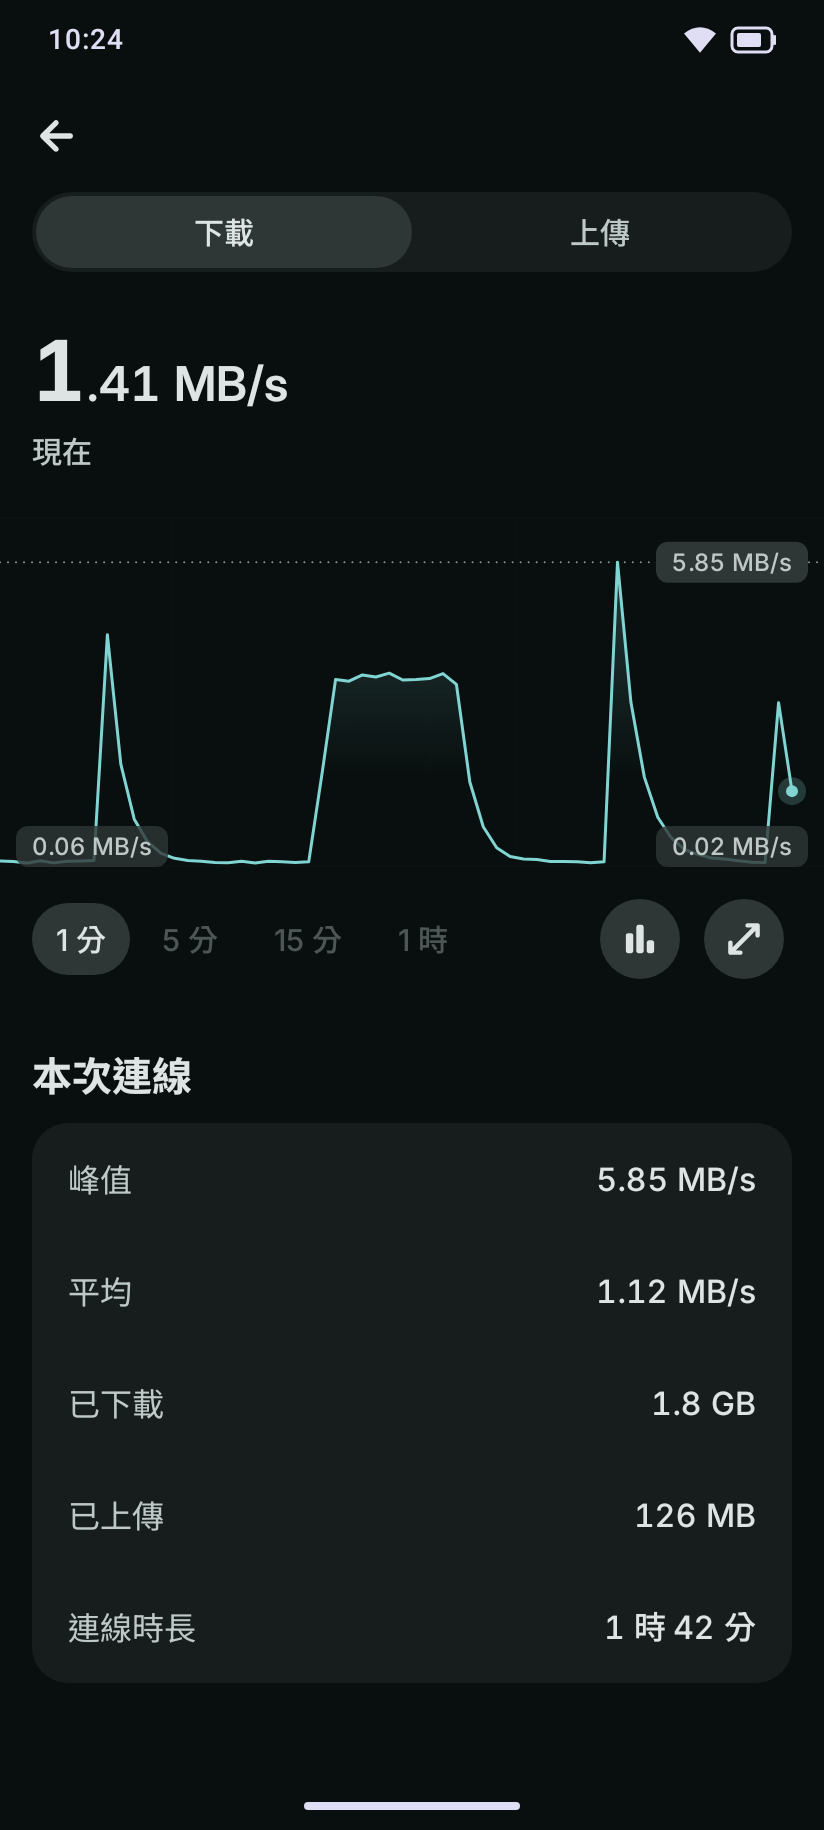 10:24
下載 上傳
1.41 MB/s
現在
5.85 MB/s
0.06 MB/s 0.02 MB/s
1 分 5 分 15 分 1 時
本次連線
峰值 5.85 MB/s
平均 1.12 MB/s
已下載 1.8 GB
已上傳 126 MB
連線時長 1 時 42 分